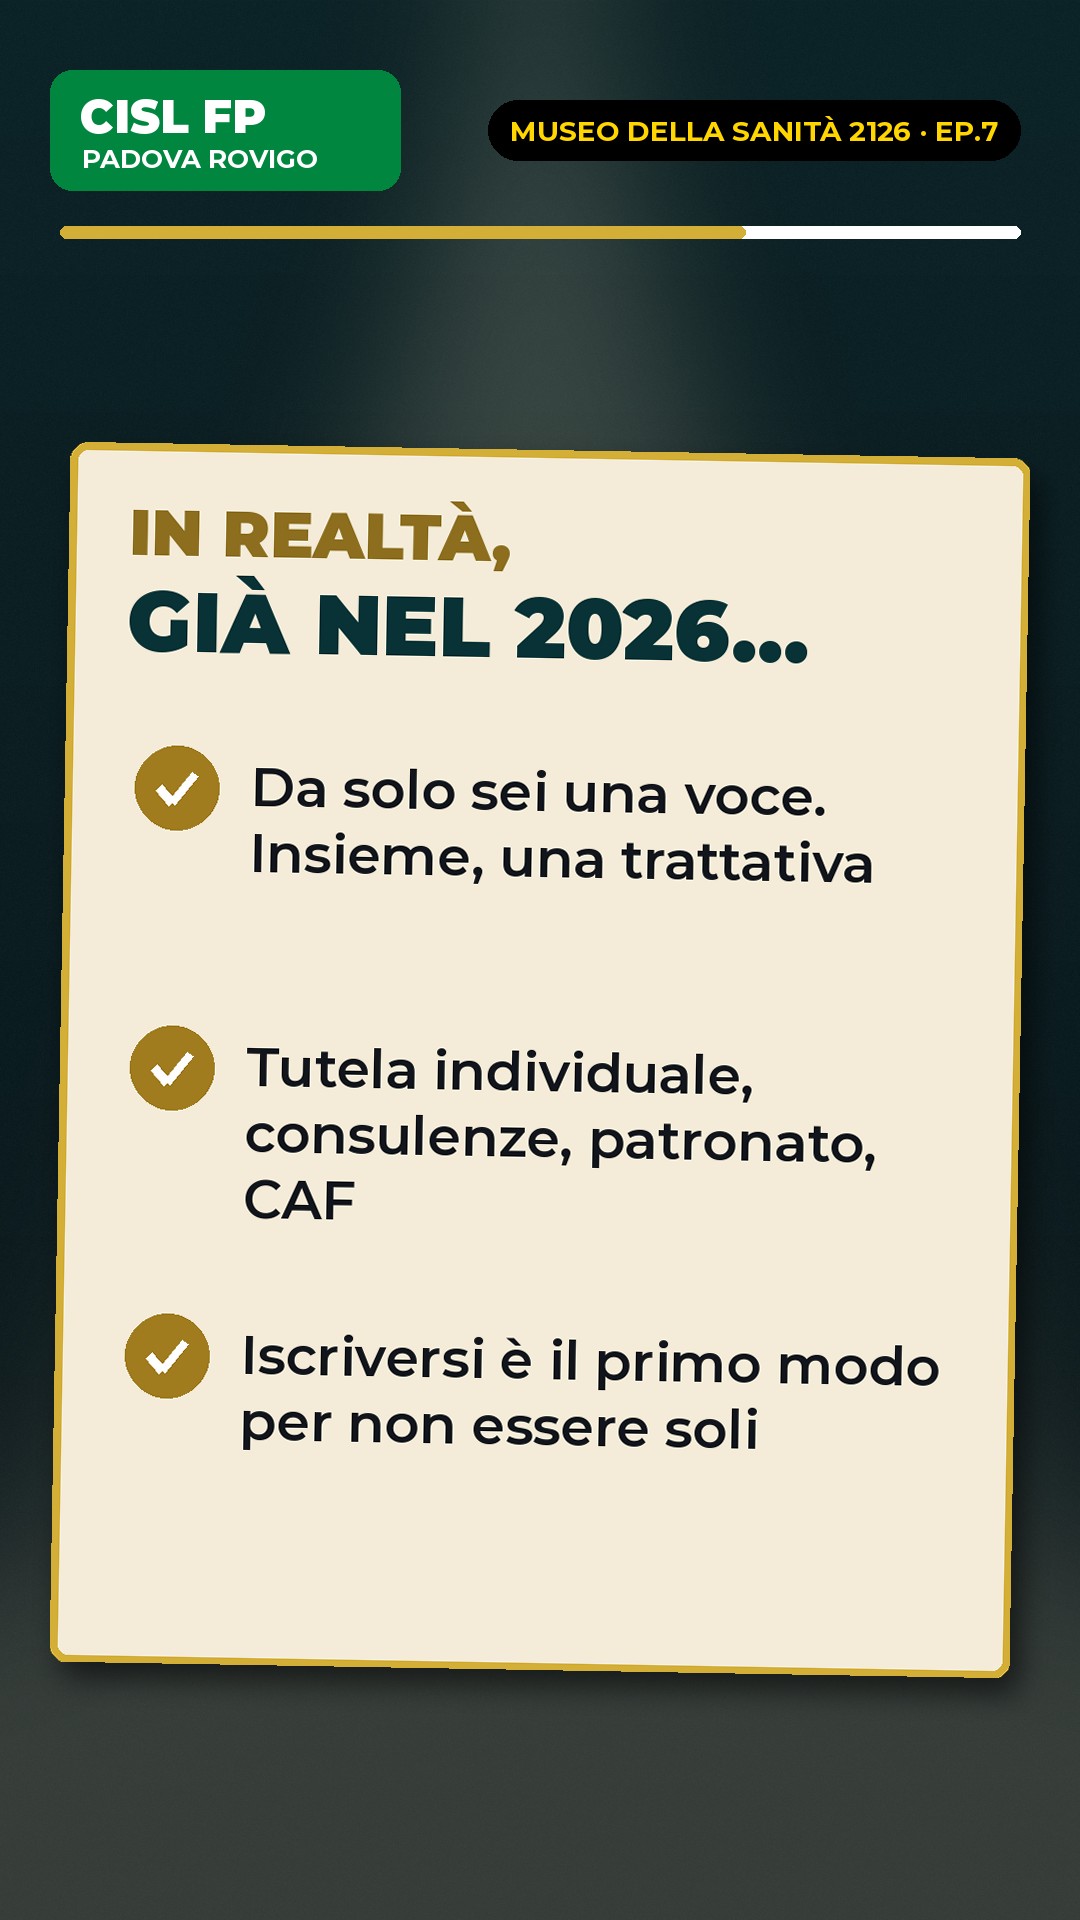 CISL FP
PADOVA ROVIGO
MUSEO DELLA SANITÀ 2126 · EP.7
IN REALTÀ,
GIÀ NEL 2026...
Da solo sei una voce.
Insieme, una trattativa
Tutela individuale,
consulenze, patronato,
CAF
Iscriversi è il primo modo
per non essere soli